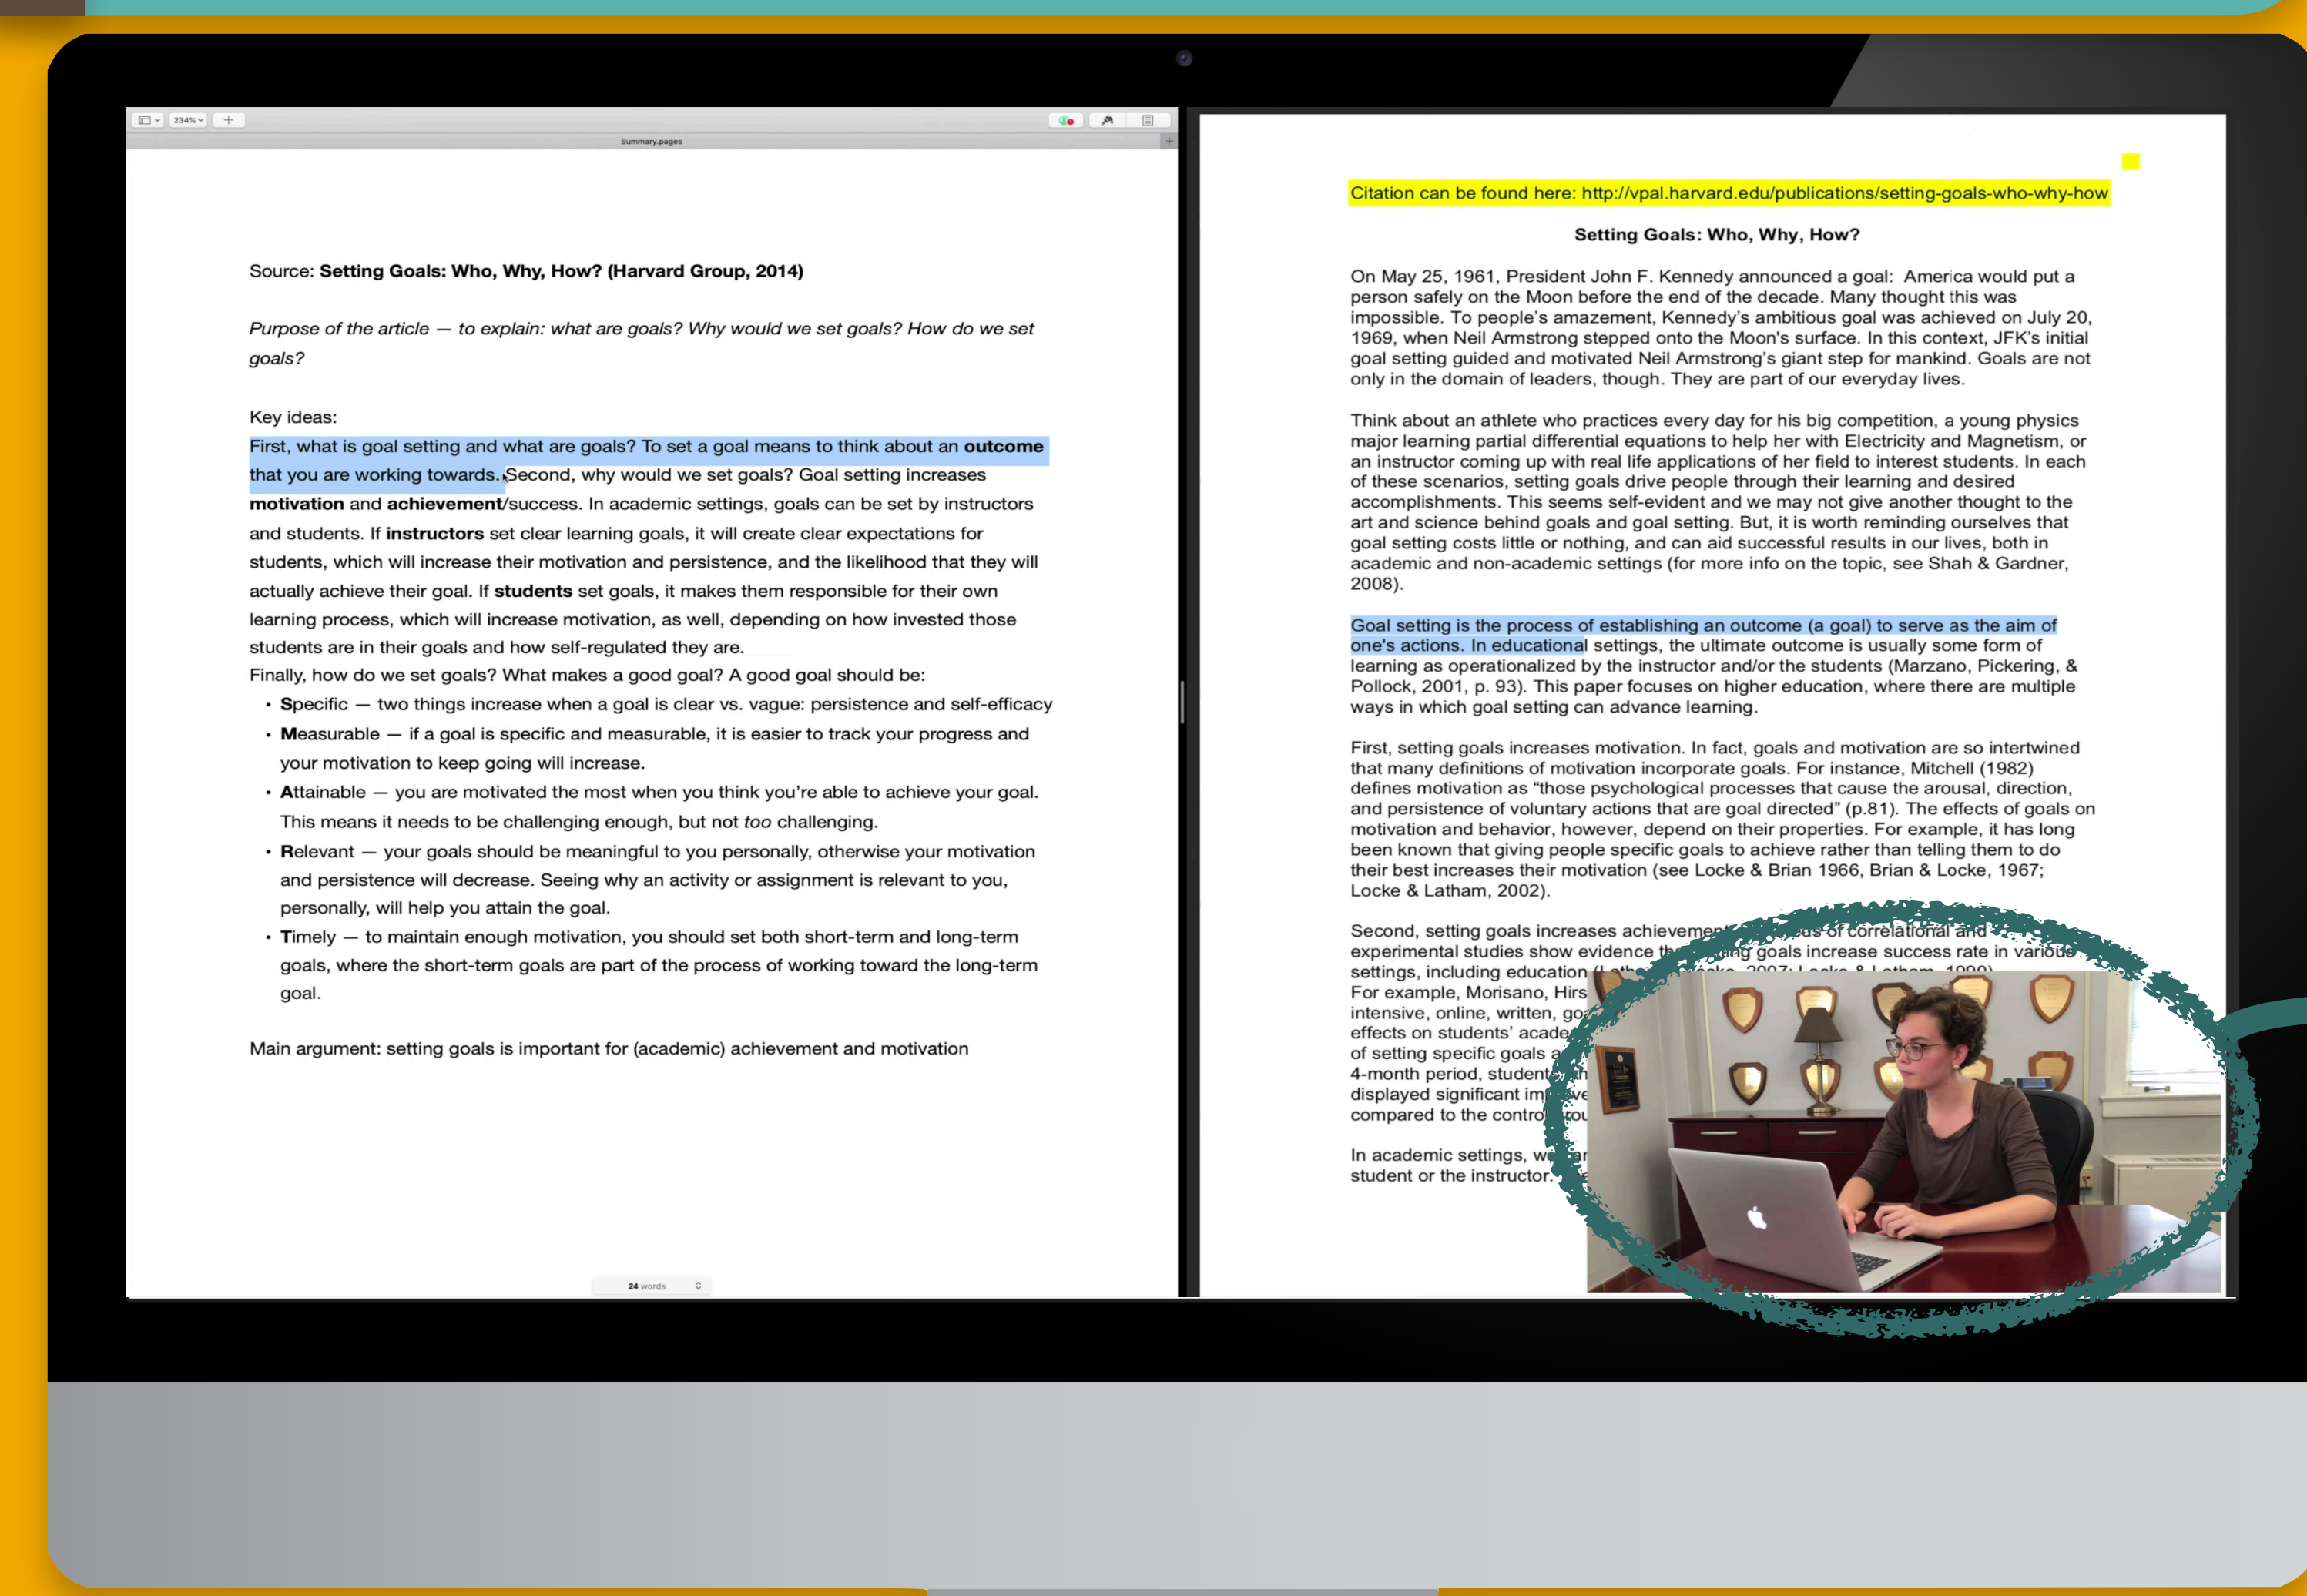 234%
Summary.pages
Source: Setting Goals: Who, Why, How? (Harvard Group, 2014)
Purpose of the article — to explain: what are goals? Why would we set goals? How do we set
goals?
Key ideas:
First, what is goal setting and what are goals? To set a goal means to think about an outcome
that you are working towards. Second, why would we set goals? Goal setting increases
motivation and achievement/success. In academic settings, goals can be set by instructors
and students. If instructors set clear learning goals, it will create clear expectations for
students, which will increase their motivation and persistence, and the likelihood that they will
actually achieve their goal. If students set goals, it makes them responsible for their own
learning process, which will increase motivation, as well, depending on how invested those
students are in their goals and how self-regulated they are.
Finally, how do we set goals? What makes a good goal? A good goal should be:
• Specific — two things increase when a goal is clear vs. vague: persistence and self-efficacy
• Measurable — if a goal is specific and measurable, it is easier to track your progress and
your motivation to keep going will increase.
• Attainable — you are motivated the most when you think you're able to achieve your goal.
This means it needs to be challenging enough, but not too challenging.
• Relevant — your goals should be meaningful to you personally, otherwise your motivation
and persistence will decrease. Seeing why an activity or assignment is relevant to you,
personally, will help you attain the goal.
• Timely — to maintain enough motivation, you should set both short-term and long-term
goals, where the short-term goals are part of the process of working toward the long-term
goal.
Main argument: setting goals is important for (academic) achievement and motivation
24 words
Citation can be found here: http://vpal.harvard.edu/publications/setting-goals-who-why-how
Setting Goals: Who, Why, How?
On May 25, 1961, President John F. Kennedy announced a goal: America would put a
person safely on the Moon before the end of the decade. Many thought this was
impossible. To people's amazement, Kennedy's ambitious goal was achieved on July 20,
1969, when Neil Armstrong stepped onto the Moon's surface. In this context, JFK's initial
goal setting guided and motivated Neil Armstrong's giant step for mankind. Goals are not
only in the domain of leaders, though. They are part of our everyday lives.
Think about an athlete who practices every day for his big competition, a young physics
major learning partial differential equations to help her with Electricity and Magnetism, or
an instructor coming up with real life applications of her field to interest students. In each
of these scenarios, setting goals drive people through their learning and desired
accomplishments. This seems self-evident and we may not give another thought to the
art and science behind goals and goal setting. But, it is worth reminding ourselves that
goal setting costs little or nothing, and can aid successful results in our lives, both in
academic and non-academic settings (for more info on the topic, see Shah & Gardner,
2008).
Goal setting is the process of establishing an outcome (a goal) to serve as the aim of
one's actions. In educational settings, the ultimate outcome is usually some form of
learning as operationalized by the instructor and/or the students (Marzano, Pickering, &
Pollock, 2001, p. 93). This paper focuses on higher education, where there are multiple
ways in which goal setting can advance learning.
First, setting goals increases motivation. In fact, goals and motivation are so intertwined
that many definitions of motivation incorporate goals. For instance, Mitchell (1982)
defines motivation as “those psychological processes that cause the arousal, direction,
and persistence of voluntary actions that are goal directed” (p.81). The effects of goals on
motivation and behavior, however, depend on their properties. For example, it has long
been known that giving people specific goals to achieve rather than telling them to do
their best increases their motivation (see Locke & Brian 1966, Brian & Locke, 1967;
Locke & Latham, 2002).
Second, setting goals increases of correlational and
experimental studies show evidence goals increase success rate in various
settings, including education 2007; Locke & Latham, 1990).
For example, Morisano,
intensive, online, written,
effects on students'
of setting specific goals
4-month period,
displayed significant
compared to the
In academic settings,
student or the instructor.